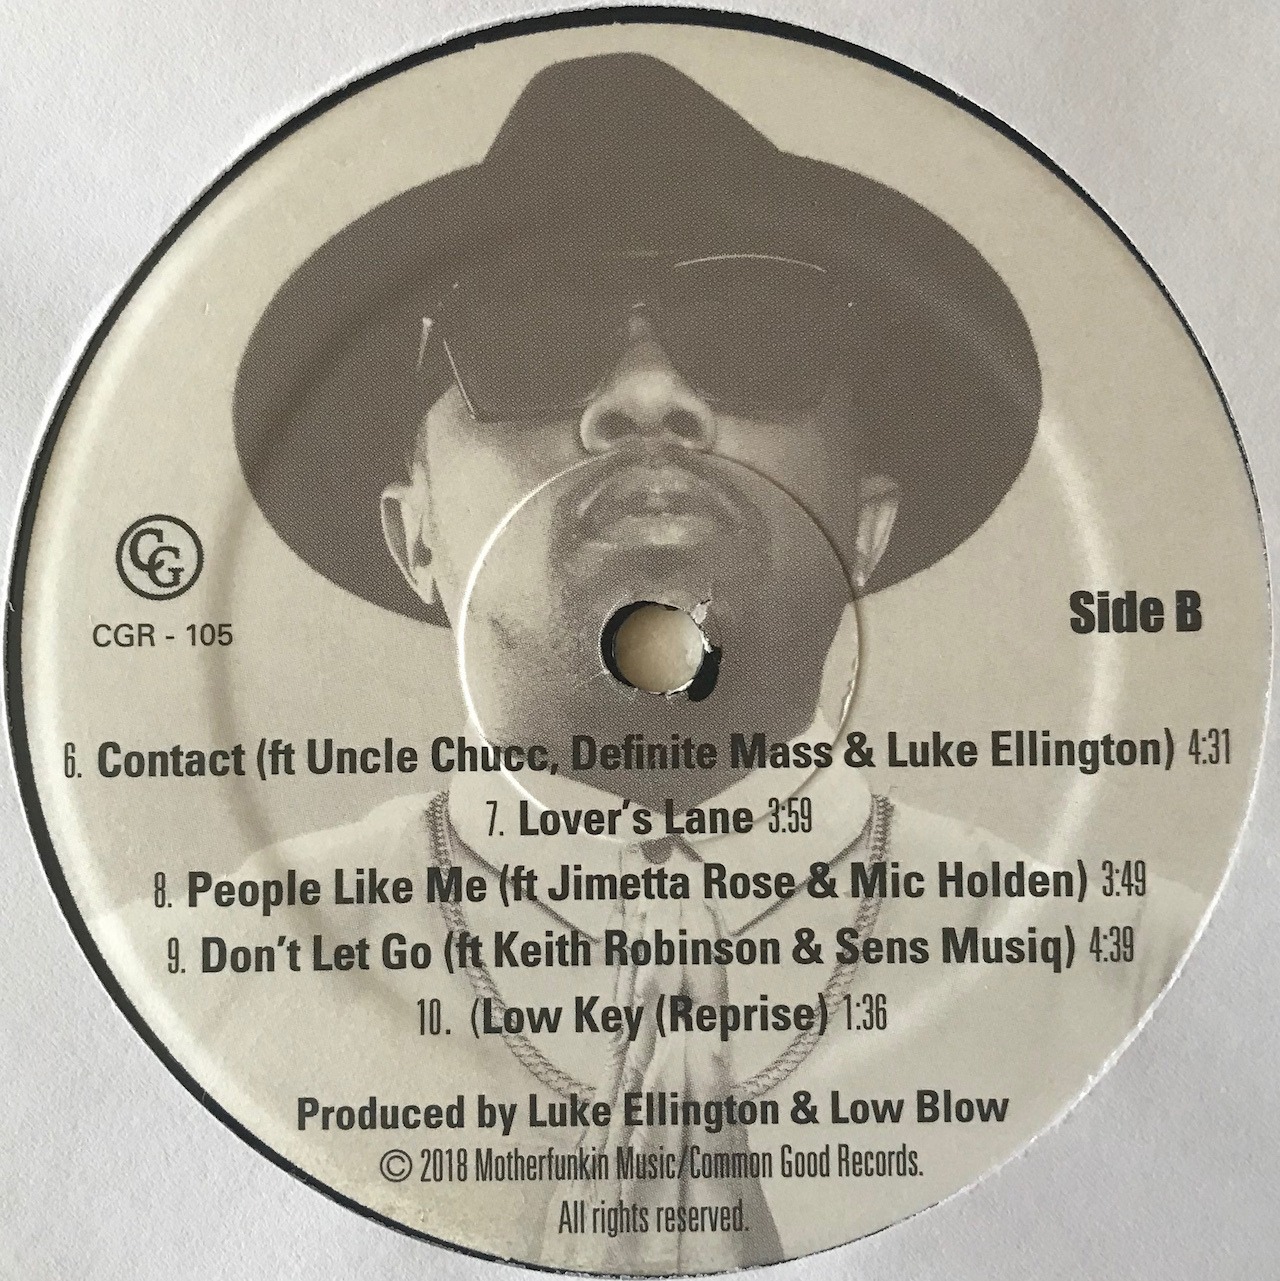 CG
CGR - 105
Side B
6. Contact (ft Uncle Chucc, Definite Mass & Luke Ellington) 4:31
7. Lover's Lane 3:59
8. People Like Me (ft Jimetta Rose & Mic Holden) 3:49
9. Don't Let Go (ft Keith Robinson & Sens Musiq) 4:39
10. (Low Key (Reprise) 1:36
Produced by Luke Ellington & Low Blow
© 2018 Motherfunkin Music/Common Good Records.
All rights reserved.